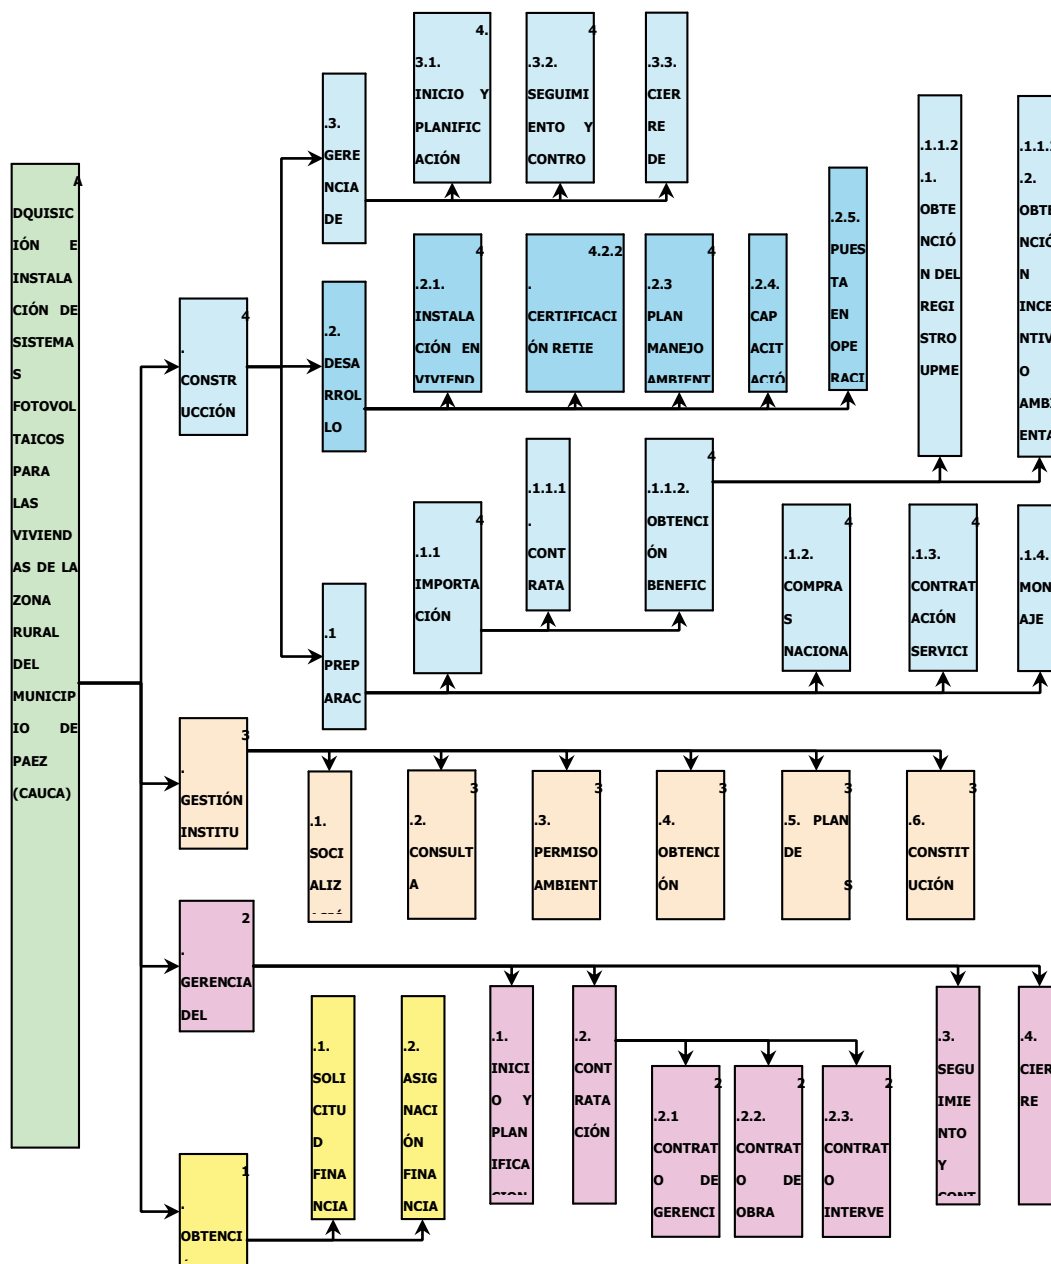 A
DQUISIC
IÓN E
INSTALA
CIÓN DE
SISTEMA
S
FOTOVOL
TAICOS
PARA
LAS
VIVIEND
AS DE LA
ZONA
RURAL
DEL
MUNICIP
IO DE
PAEZ
(CAUCA)
4
.
CONSTR
UCCIÓN
.3.
GERE
NCIA
DE
4.
3.1.
INICIO Y
PLANIFIC
ACIÓN
4
.3.2.
SEGUIMI
ENTO Y
CONTRO
.3.3.
CIER
RE
DE
.2.
DESA
RROL
LO
4
.2.1.
INSTALA
CIÓN EN
VIVIEND
4.2.2
.
CERTIFICACI
ÓN RETIE
4
.2.3
PLAN
MANEJO
AMBIENT
.2.4.
CAP
ACIT
ACIÓ
.2.5.
PUES
TA
EN
OPE
RACI
.1
PREP
ARAC
4
.1.1
IMPORTA
CIÓN
.1.1.1
.
CONT
RATA
4
.1.1.2.
OBTENCI
ÓN
BENEFIC
.1.1.2
.1.
OBTE
NCIÓ
N DEL
REGI
STRO
UPME
.1.1.
.2.
OBTE
NCIÓ
N
INCE
NTIV
O
AMBI
ENTA
4
.1.2.
COMPRA
S
NACIONA
4
.1.3.
CONTRAT
ACIÓN
SERVICI
.1.4.
MON
AJE
3
.
GESTIÓN
INSTITU
.1.
SOCI
ALIZ
3
.2.
CONSULT
A
3
.3.
PERMISO
AMBIENT
3
.4.
OBTENCI
ÓN
3
.5. PLAN
DE S
3
.6.
CONSTIT
UCIÓN
2
.
GERENCIA
DEL
.1.
INICI
O Y
PLAN
IFICA
CION
.2.
CONT
RATA
CIÓN
2
.2.1
CONTRAT
O DE
GERENCI
2
.2.2.
CONTRAT
O DE
OBRA
2
.2.3.
CONTRAT
O
INTERVE
.3.
SEGU
IMIE
NTO
Y
CONT
.4.
CIER
RE
1
.
OBTENCI
.1.
SOLI
CITU
D
FINA
NCIA
.2.
ASIG
NACI
ÓN
FINA
NCIA